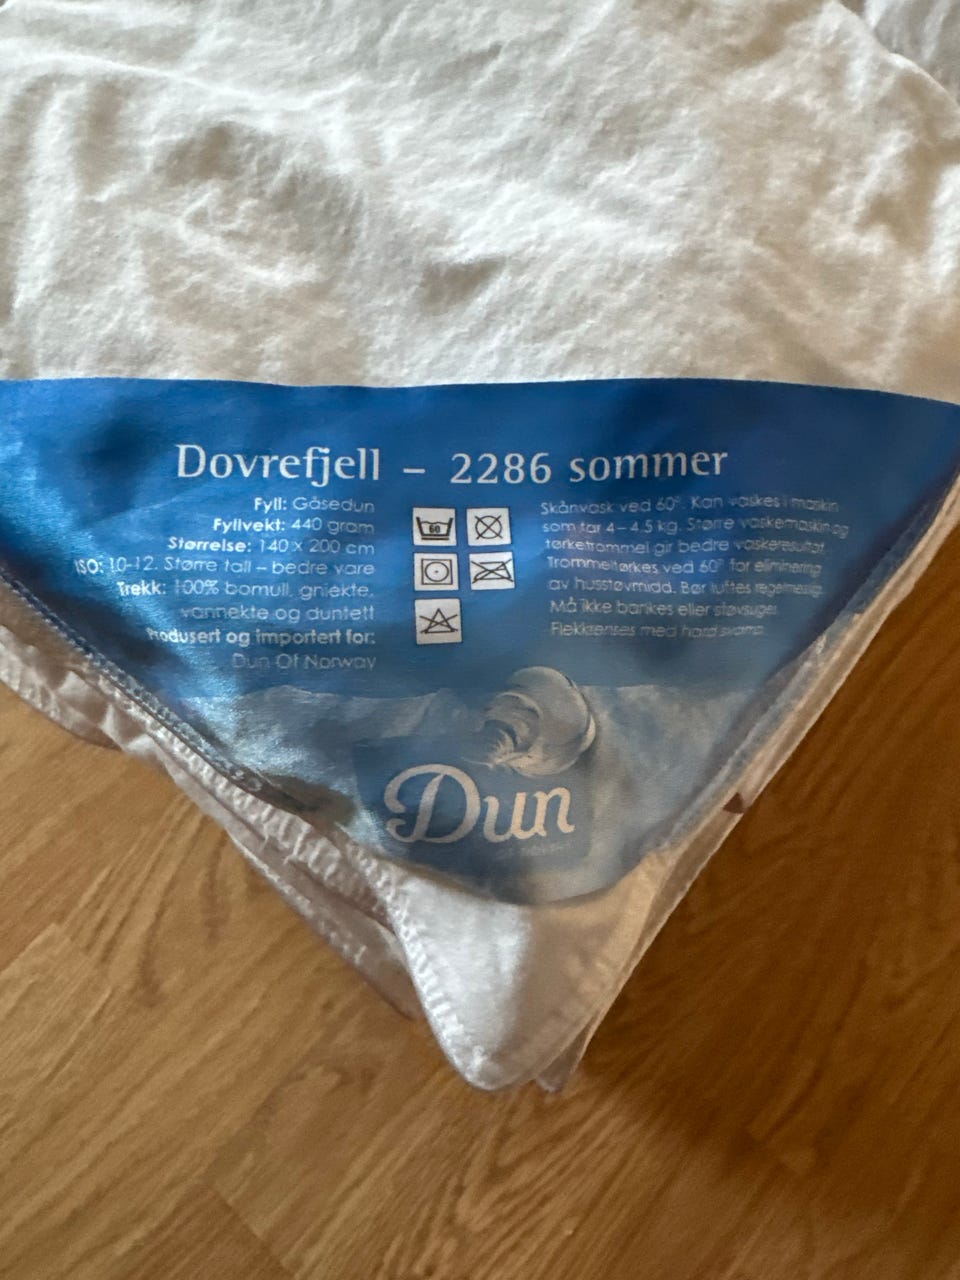 Dovrefjell – 2286 sommer
Fyll: Gåsedun
Fyllvekt: 440 gram
Størrelse: 140 x 200 cm
ISO: 10-12. Større tall – bedre vare
Trekk: 100% bomull, gniekte,
vannekte og duntett
Produsert og importert for:
Dun Of Norway
60
Skånvask ved 60°. Kan vaskes i maskin
som tar 4–4.5 kg. Større vaskemaskin og
tørketrommel gir bedre vaskeresultat.
Trommeltørkes ved 60° for eliminering
av husstøvmidd. Bør luftes regelmessig.
Må ikke bankes eller støvsuges.
Flekkrenses med hard svamp.
Dun